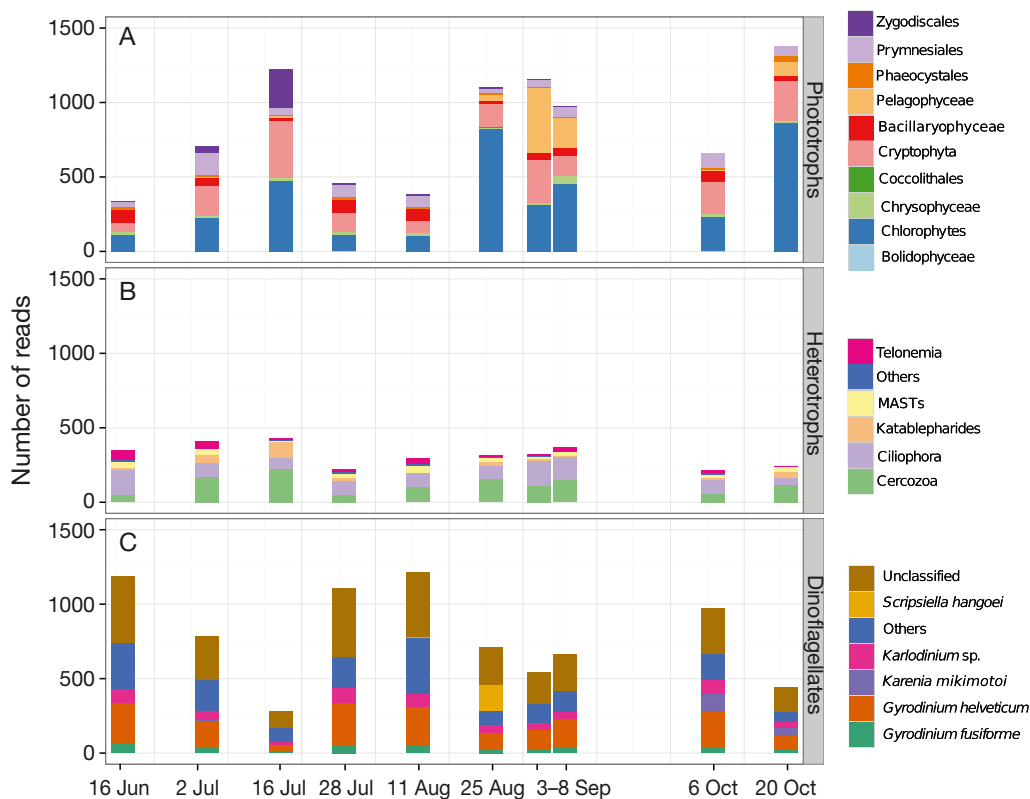 A
1500
1000
500
0
Phototrophs
Zygodiscales
Prymnesiales
Phaeocystales
Pelagophyceae
Bacillaryophyceae
Cryptophyta
Coccolithales
Chrysophyceae
Chlorophytes
Bolidophyceae
Number of reads
B
1500
1000
500
0
Heterotrophs
Telonemia
Others
MASTs
Katablepharides
Ciliophora
Cercozoa
C
1500
1000
500
0
Dinoflagellates
Unclassified
Scripsiella hangoei
Others
Karlodinium sp.
Karenia mikimotoi
Gyrodinium helveticum
Gyrodinium fusiforme
16 Jun 2 Jul 16 Jul 28 Jul 11 Aug 25 Aug 3–8 Sep 6 Oct 20 Oct